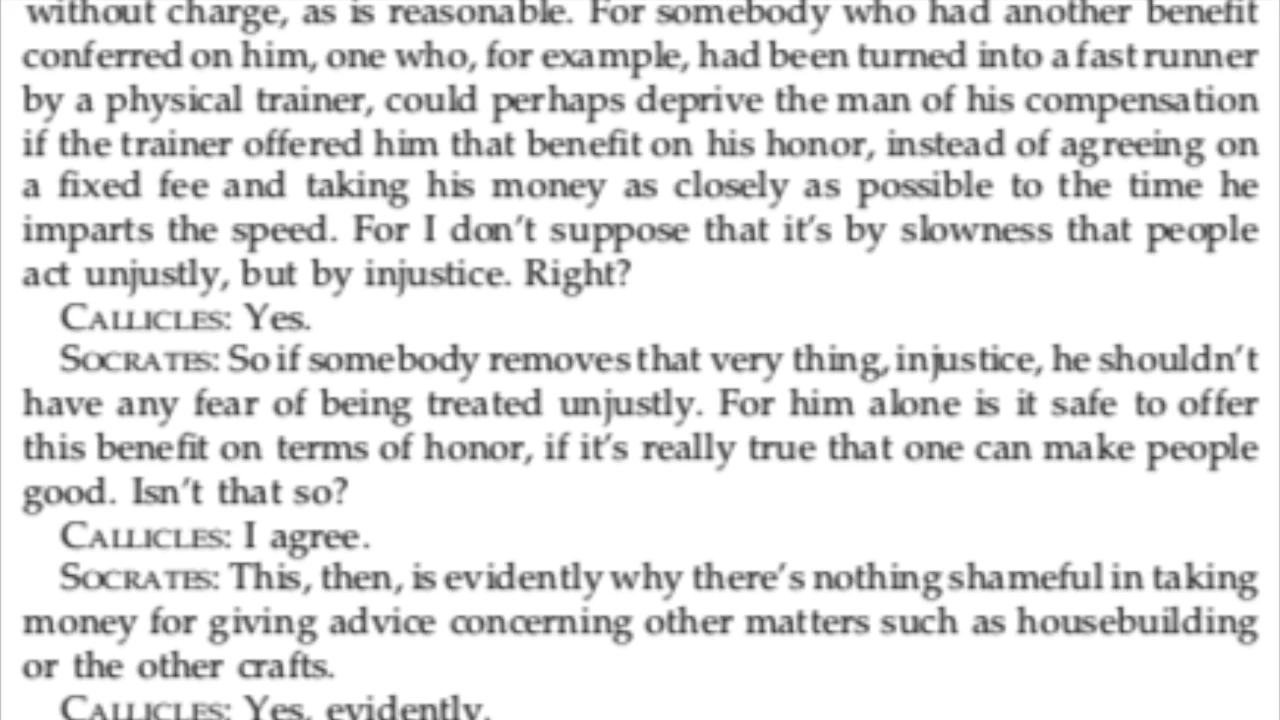 without charge, as is reasonable. For somebody who had another benefit
conferred on him, one who, for example, had been turned into a fast runner
by a physical trainer, could perhaps deprive the man of his compensation
if the trainer offered him that benefit on his honor, instead of agreeing on
a fixed fee and taking his money as closely as possible to the time he
imparts the speed. For I don’t suppose that it’s by slowness that people
act unjustly, but by injustice. Right?
CALLICLES: Yes.
SOCRATES: So if somebody removes that very thing, injustice, he shouldn’t
have any fear of being treated unjustly. For him alone is it safe to offer
this benefit on terms of honor, if it’s really true that one can make people
good. Isn’t that so?
CALLICLES: I agree.
SOCRATES: This, then, is evidently why there’s nothing shameful in taking
money for giving advice concerning other matters such as housebuilding
or the other crafts.
CALLICLES: Yes, evidently.